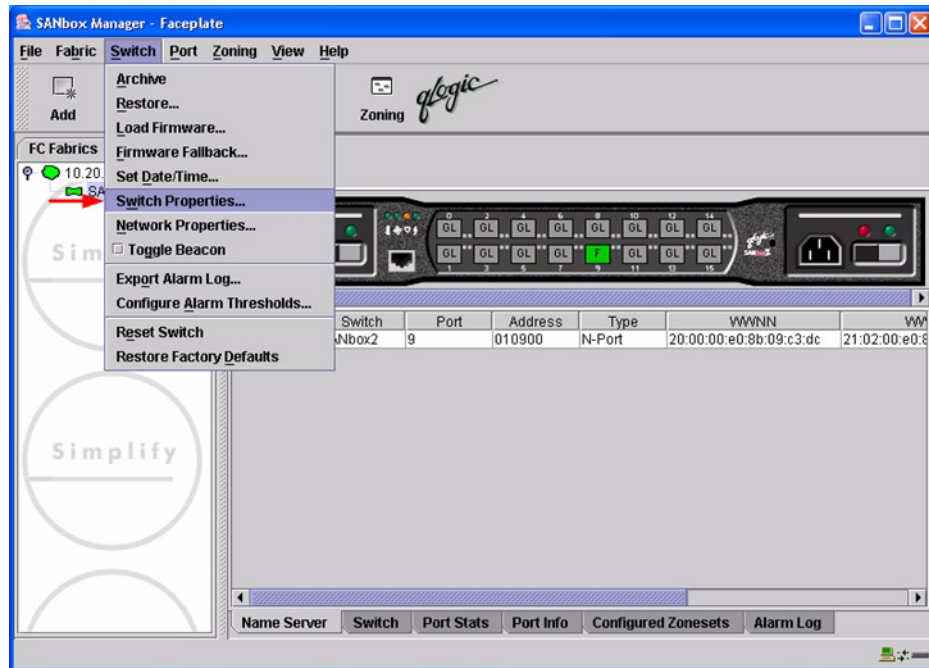 SANbox Manager - Faceplate
File Fabric Switch Port Zoning View Help
Add
Zoning
qlogic
Archive
Restore...
Load Firmware...
Firmware Fallback...
Set Date/Time...
Switch Properties...
Network Properties...
Toggle Beacon
Export Alarm Log...
Configure Alarm Thresholds...
Reset Switch
Restore Factory Defaults
FC Fabrics
10.20.
SA
0 2 4 6 8 10 12 14
GL GL GL GL GL GL GL GL
GL GL GL GL F GL GL GL
1 3 5 7 9 11 13 15
Switch Port Address Type WWNN WW
Nbox2 9 010900 N-Port 20:00:00:e0:8b:09:c3:dc 21:02:00:e0:8
Sim
Simplify
Name Server Switch Port Stats Port Info Configured Zonesets Alarm Log